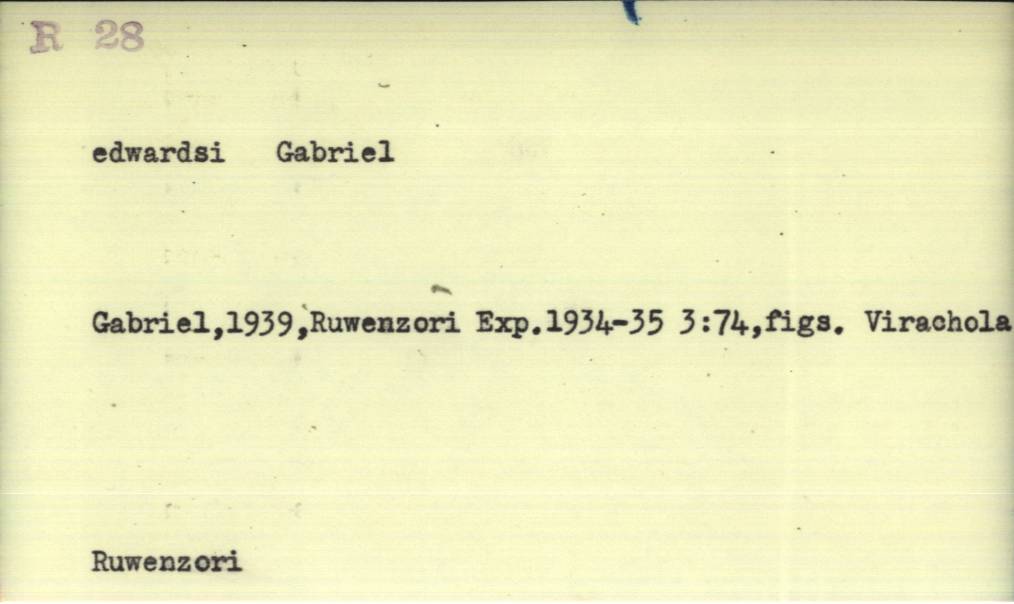 R 28
edwardsi Gabriel
Gabriel,1939,Ruwenzori Exp.1934-35 3:74,figs. Virachola
Ruwenzori